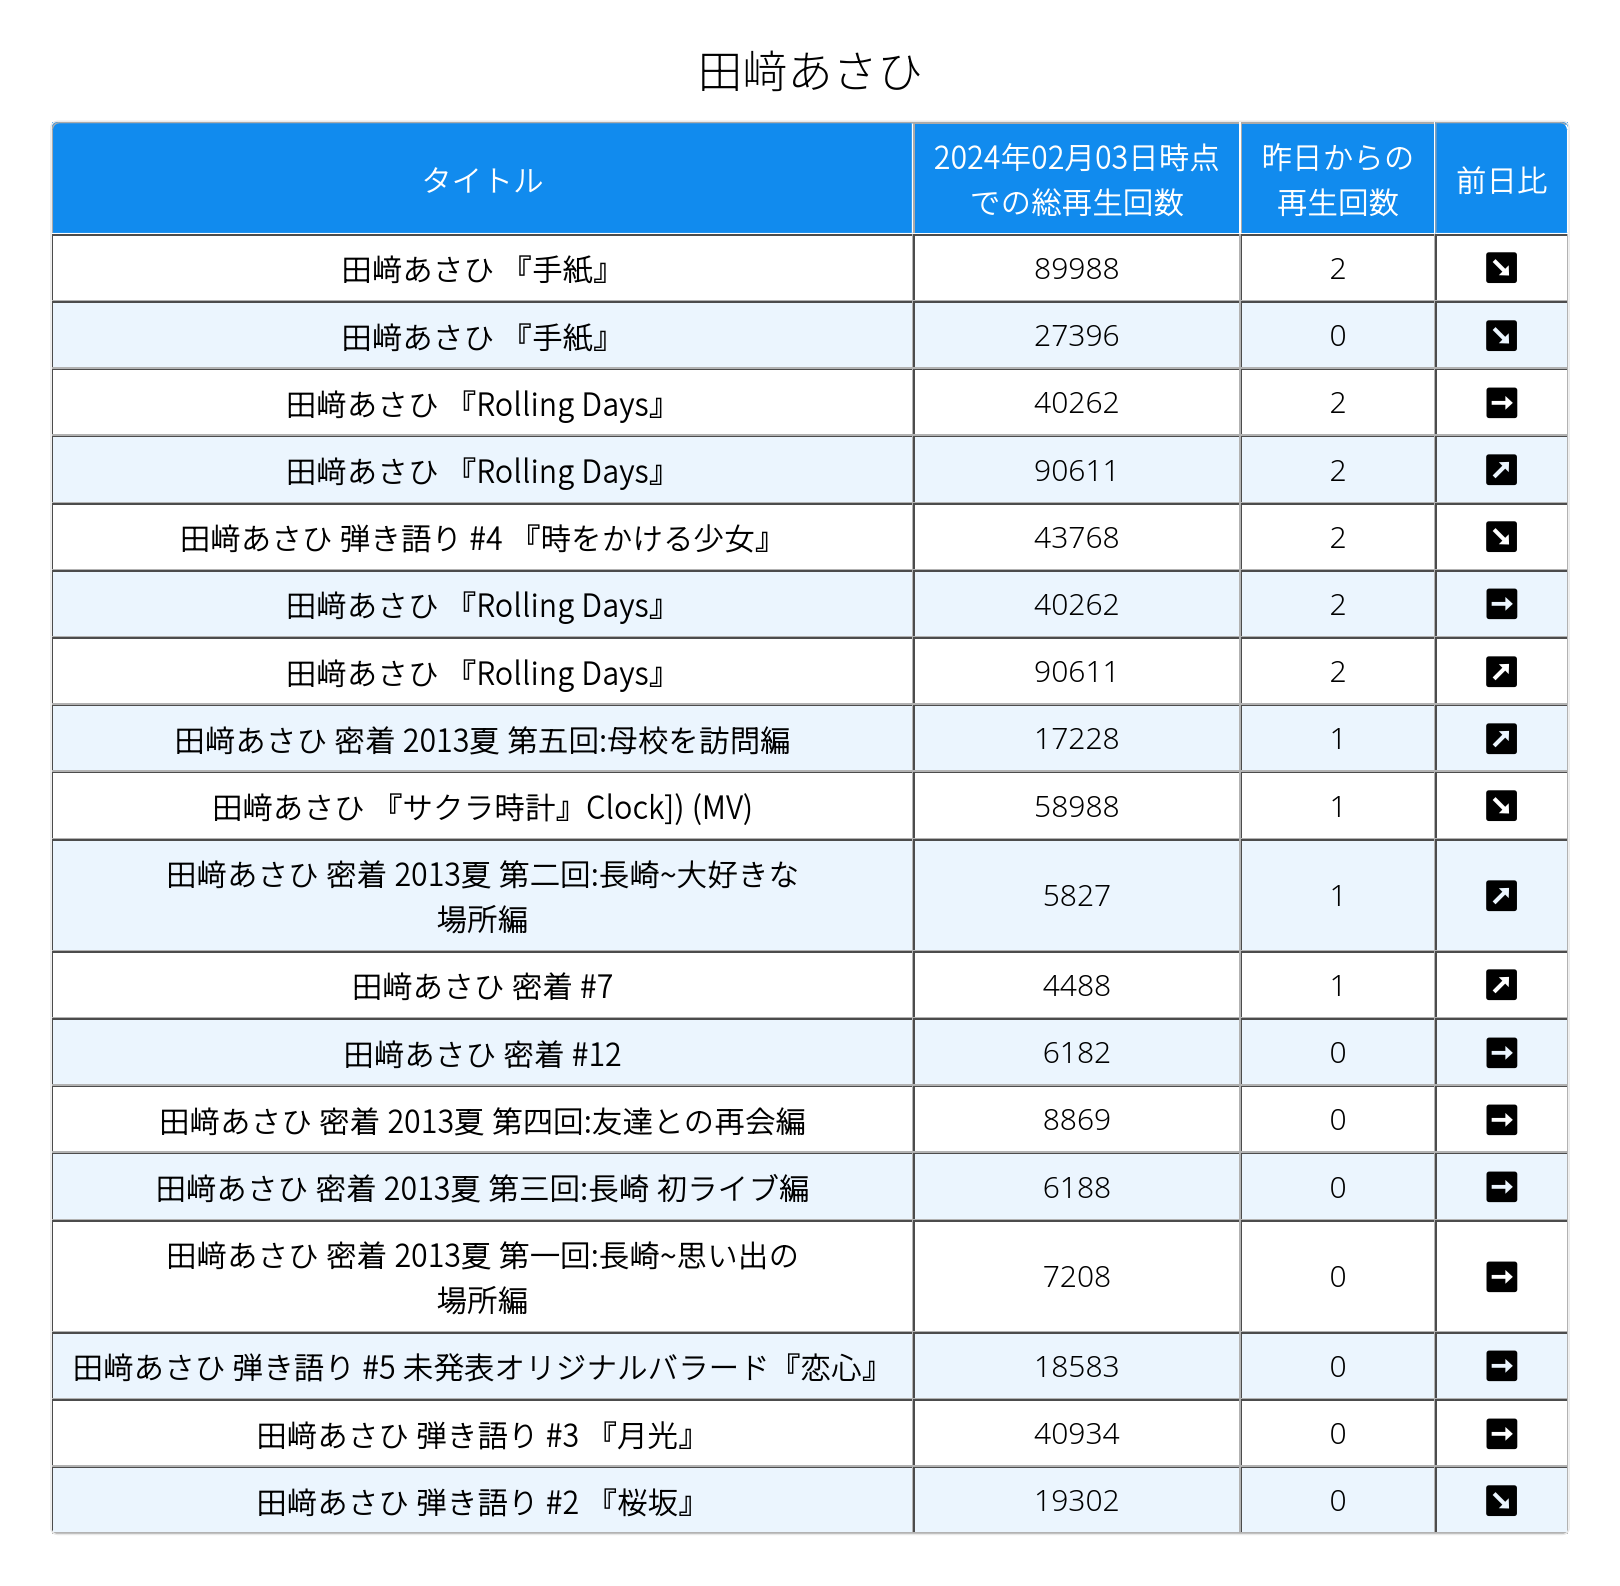 田﨑あさひ
タイトル
2024年02月03日時点
での総再生回数
昨日からの
再生回数
前日比
田﨑あさひ 『手紙』 89988 2 ↘
田﨑あさひ 『手紙』 27396 0 ↘
田﨑あさひ 『Rolling Days』 40262 2 →
田﨑あさひ 『Rolling Days』 90611 2 ↗
田﨑あさひ 弾き語り #4 『時をかける少女』 43768 2 ↘
田﨑あさひ 『Rolling Days』 40262 2 →
田﨑あさひ 『Rolling Days』 90611 2 ↗
田﨑あさひ 密着 2013夏 第五回:母校を訪問編 17228 1 ↗
田﨑あさひ 『サクラ時計』Clock]) (MV) 58988 1 ↘
田﨑あさひ 密着 2013夏 第二回:長崎~大好きな
場所編 5827 1 ↗
田﨑あさひ 密着 #7 4488 1 ↗
田﨑あさひ 密着 #12 6182 0 →
田﨑あさひ 密着 2013夏 第四回:友達との再会編 8869 0 →
田﨑あさひ 密着 2013夏 第三回:長崎 初ライブ編 6188 0 →
田﨑あさひ 密着 2013夏 第一回:長崎~思い出の
場所編 7208 0 →
田﨑あさひ 弾き語り #5 未発表オリジナルバラード『恋心』 18583 0 →
田﨑あさひ 弾き語り #3 『月光』 40934 0 →
田﨑あさひ 弾き語り #2 『桜坂』 19302 0 ↘